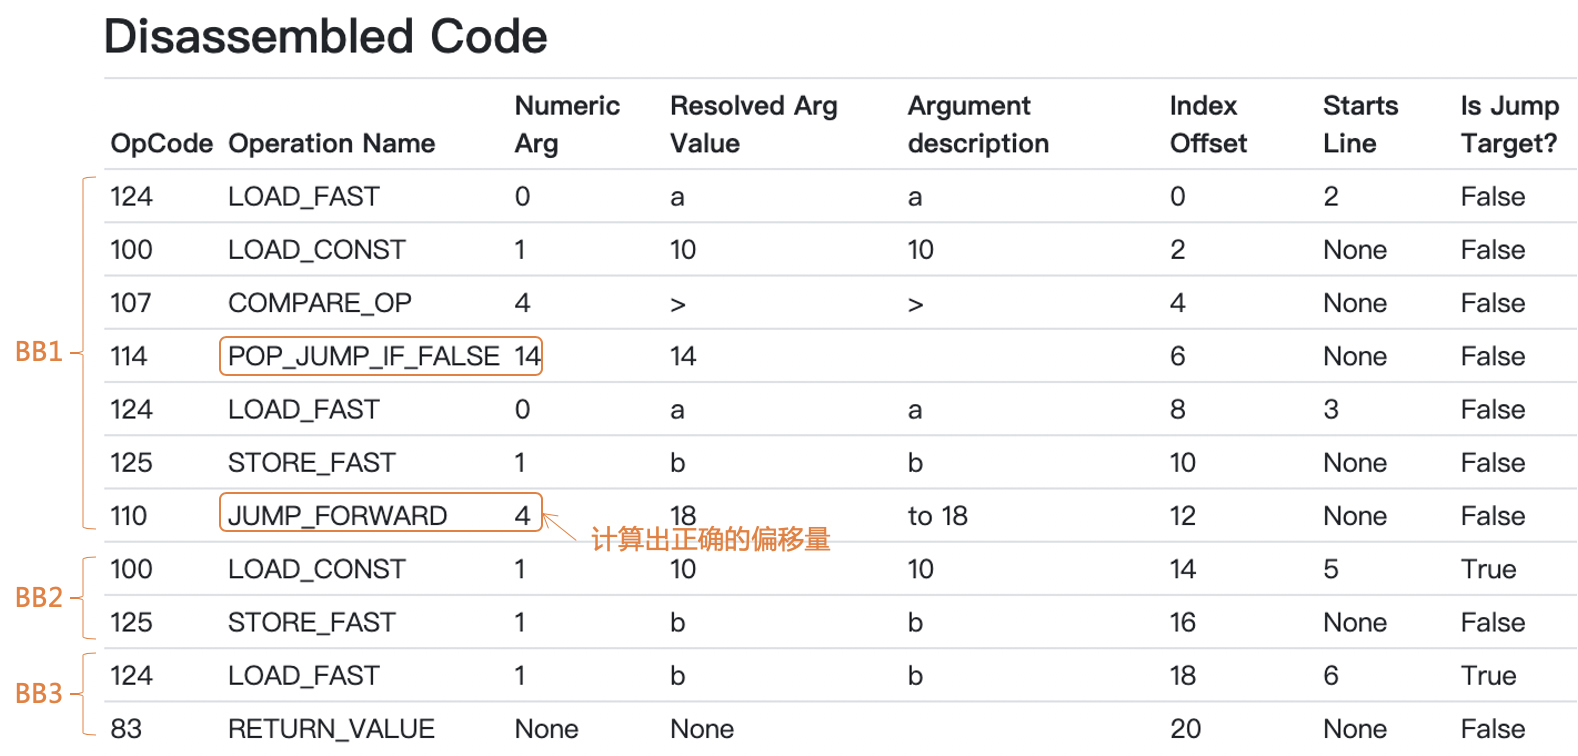 Disassembled Code
OpCode Operation Name Numeric Arg Resolved Arg Value Argument description Index Offset Starts Line Is Jump Target?
124 LOAD_FAST 0 a a 0 2 False
100 LOAD_CONST 1 10 10 2 None False
107 COMPARE_OP 4 > > 4 None False
BB1 114 POP_JUMP_IF_FALSE 14 14 6 None False
124 LOAD_FAST 0 a a 8 3 False
125 STORE_FAST 1 b b 10 None False
110 JUMP_FORWARD 4 18 to 18 12 None False
计算出正确的偏移量
100 LOAD_CONST 1 10 10 14 5 True
BB2
125 STORE_FAST 1 b b 16 None False
124 LOAD_FAST 1 b b 18 6 True
BB3
83 RETURN_VALUE None None 20 None False